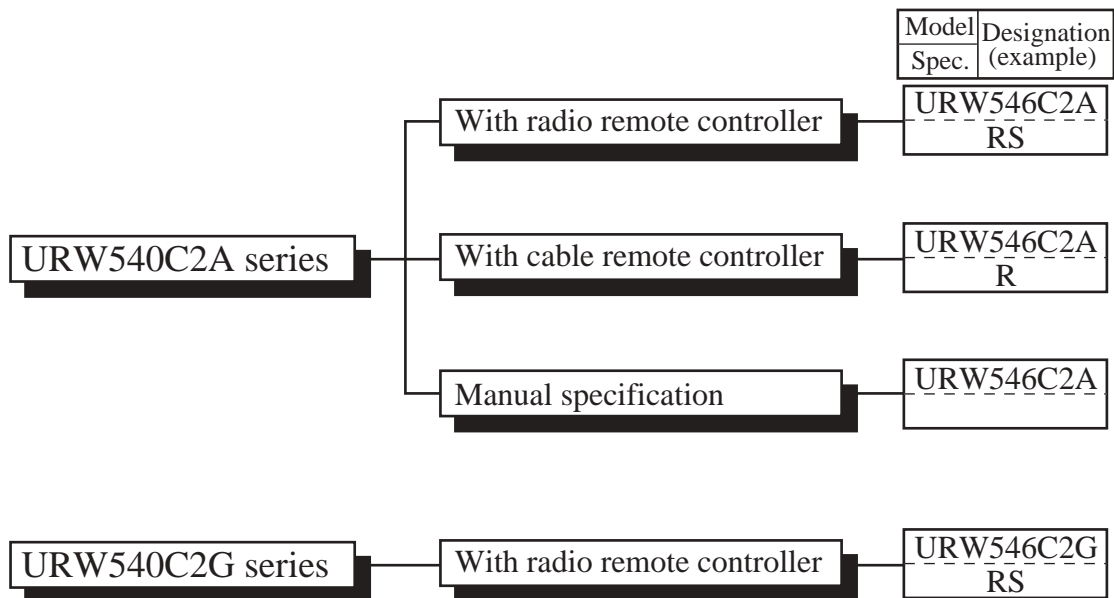 Model
Spec.
Designation
(example)
With radio remote controller
URW546C2A
RS
URW540C2A series
With cable remote controller
URW546C2A
R
Manual specification
URW546C2A
URW540C2G series
With radio remote controller
URW546C2G
RS